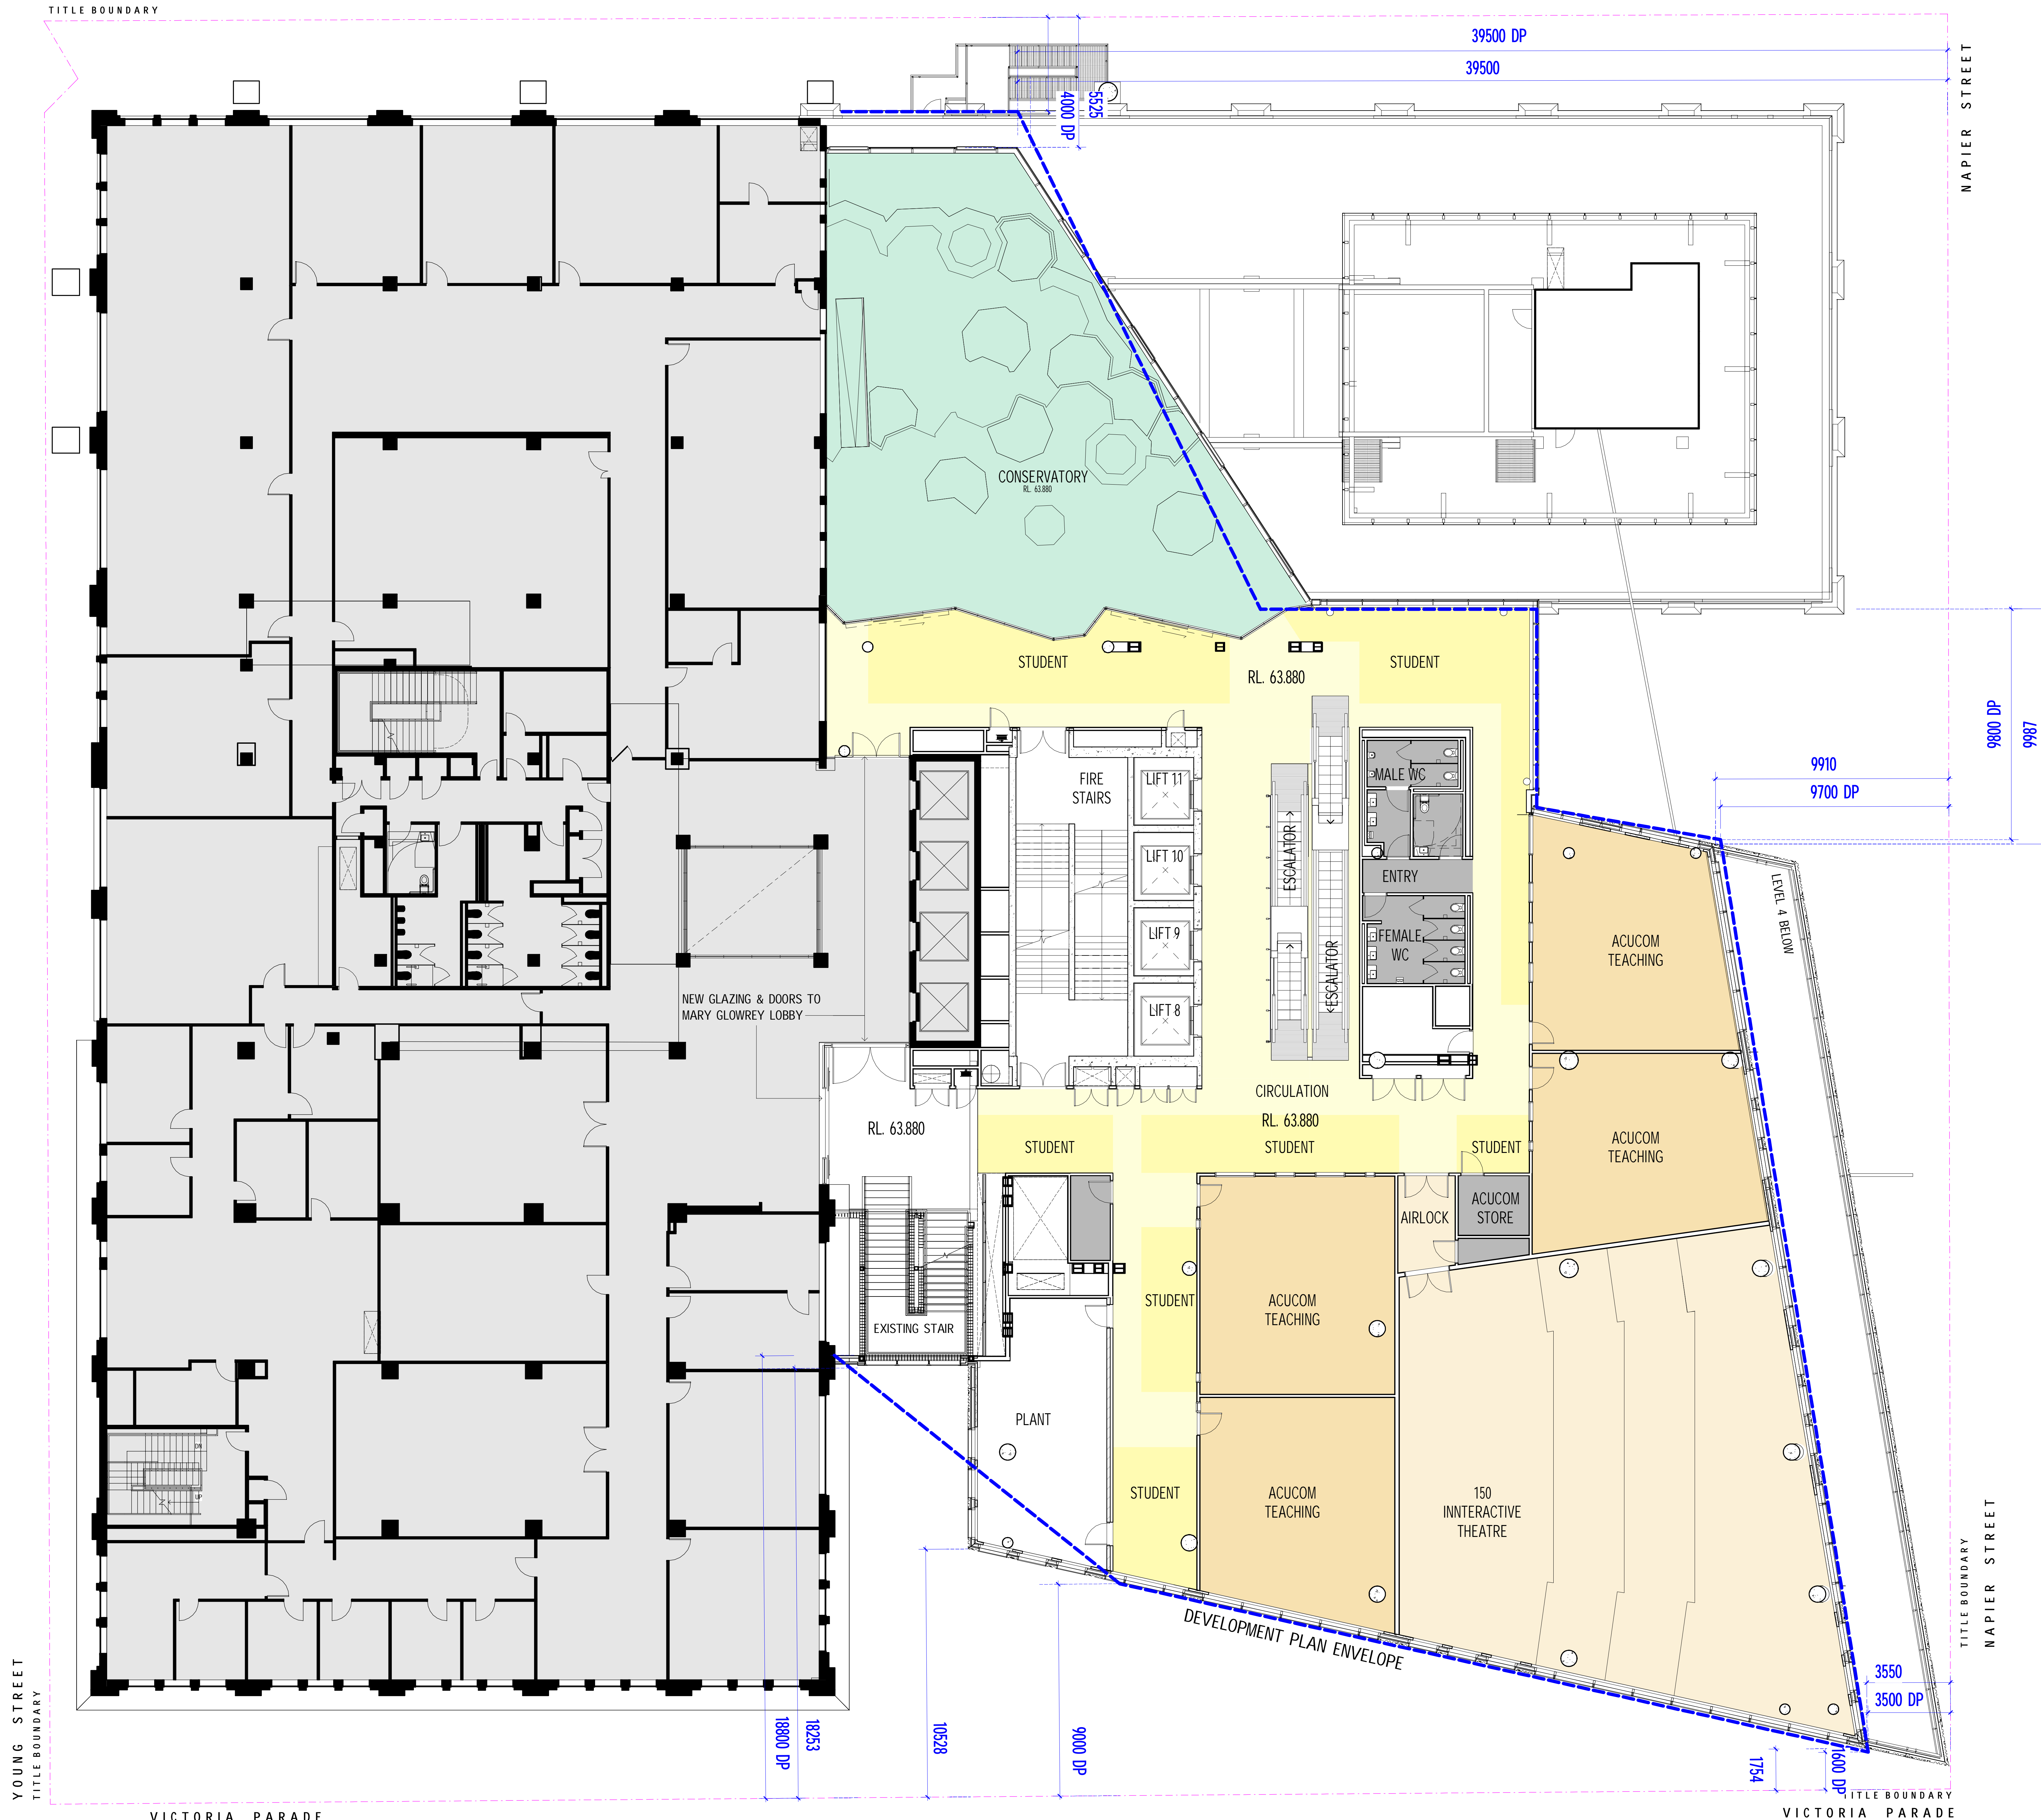 TITLE BOUNDARY
39500 DP
39500
4000 DP
5525
NAPIER STREET
CONSERVATORY
RL. 63.880
STUDENT
STUDENT
RL. 63.880
9800 DP
9867
9910
9700 DP
FIRE
STAIRS
LIFT 11
LIFT 10
LIFT 9
LIFT 8
ESCALATOR
ESCALATOR
MALE WC
ENTRY
FEMALE
WC
LEVEL 4 BELOW
ACUCOM
TEACHING
NEW GLAZING & DOORS TO
MARY GLOWREY LOBBY
CIRCULATION
RL. 63.880
RL. 63.880
STUDENT
STUDENT
STUDENT
ACUCOM
TEACHING
AIRLOCK
ACUCOM
STORE
EXISTING STAIR
STUDENT
ACUCOM
TEACHING
PLANT
DN
UP
STUDENT
ACUCOM
TEACHING
150
INNTERACTIVE
THEATRE
DEVELOPMENT PLAN ENVELOPE
3550
3500 DP
18800 DP
18253
10528
9000 DP
1754
1600 DP
TITLE BOUNDARY
NAPIER STREET
YOUNG STREET
TITLE BOUNDARY
VICTORIA PARADE
TITLE BOUNDARY
VICTORIA PARADE